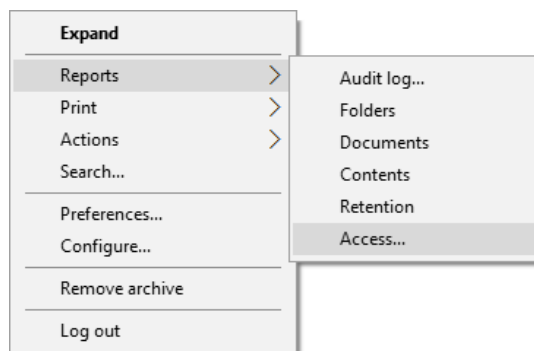 Expand
Reports
Print
Actions
Search...
Preferences...
Configure...
Remove archive
Log out
Audit log...
Folders
Documents
Contents
Retention
Access...